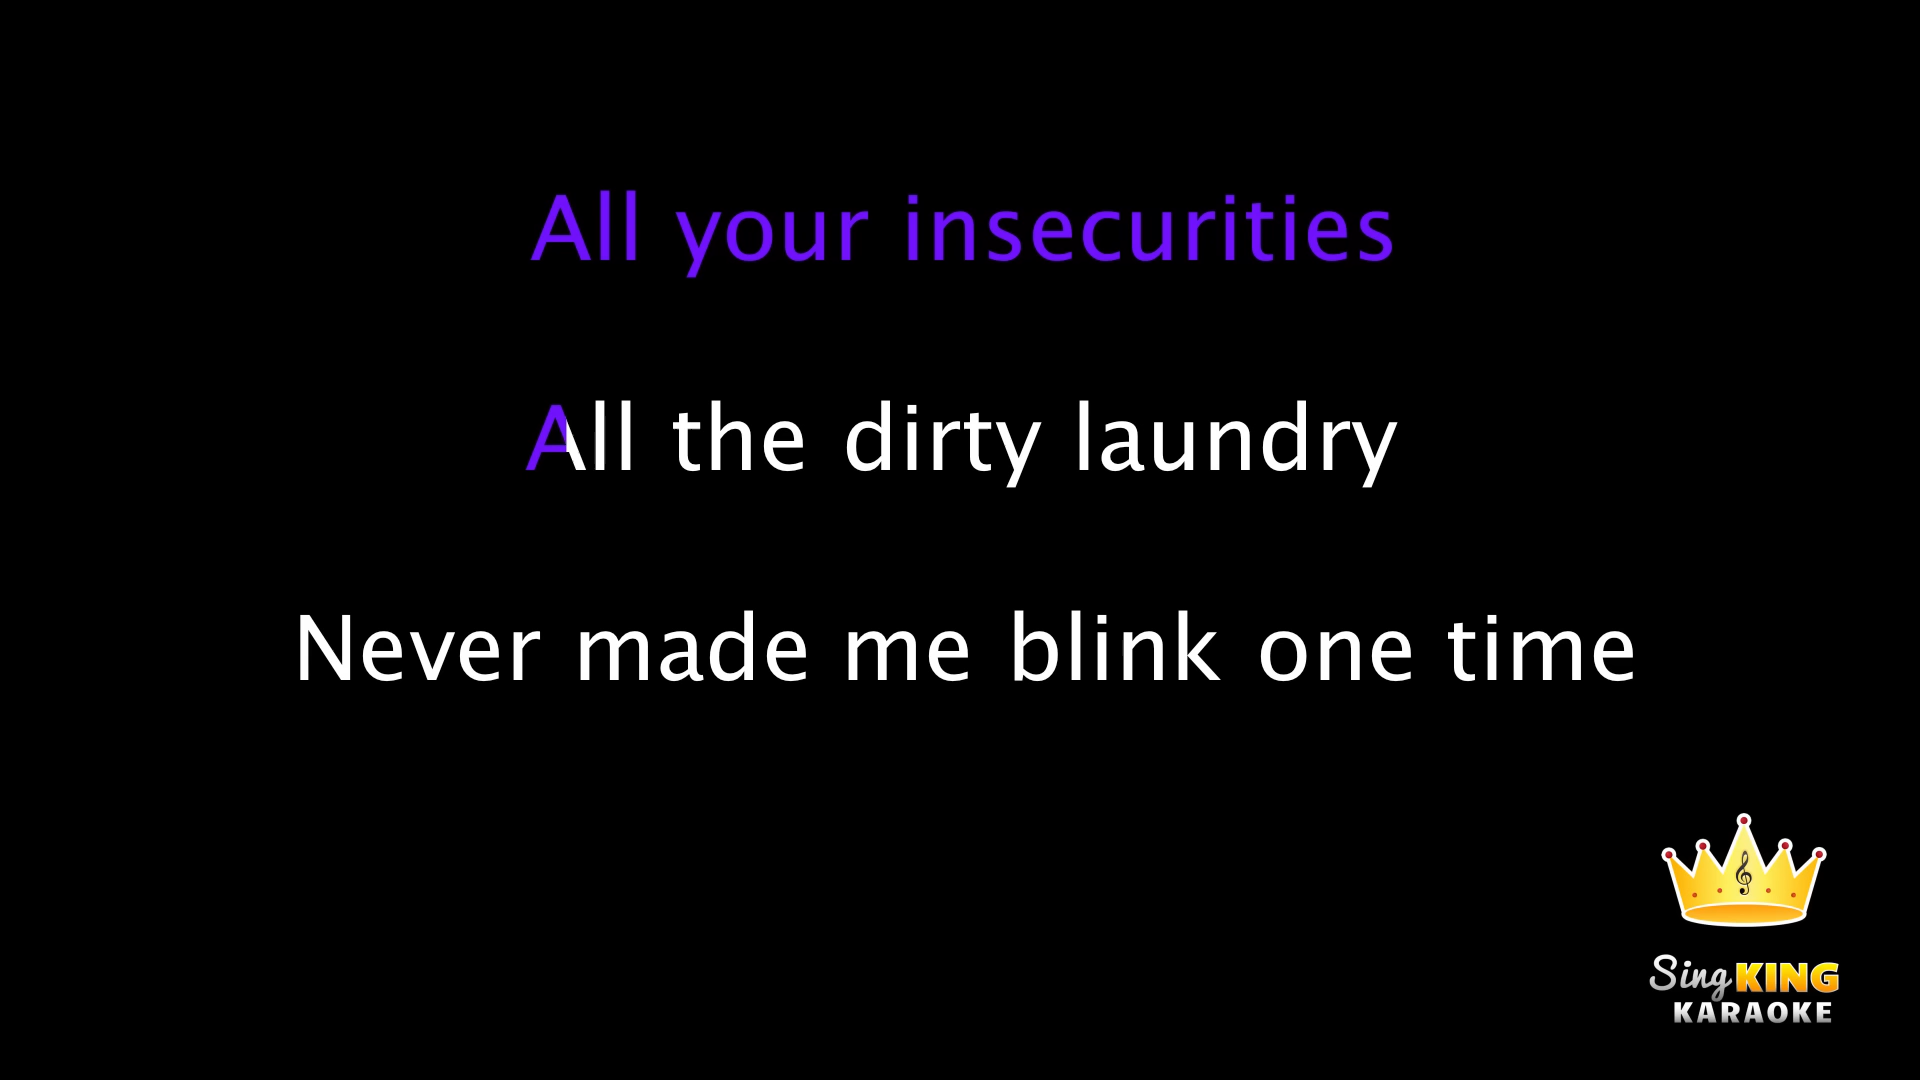 All your insecurities
All the dirty laundry
Never made me blink one time
Sing KING
KARAOKE